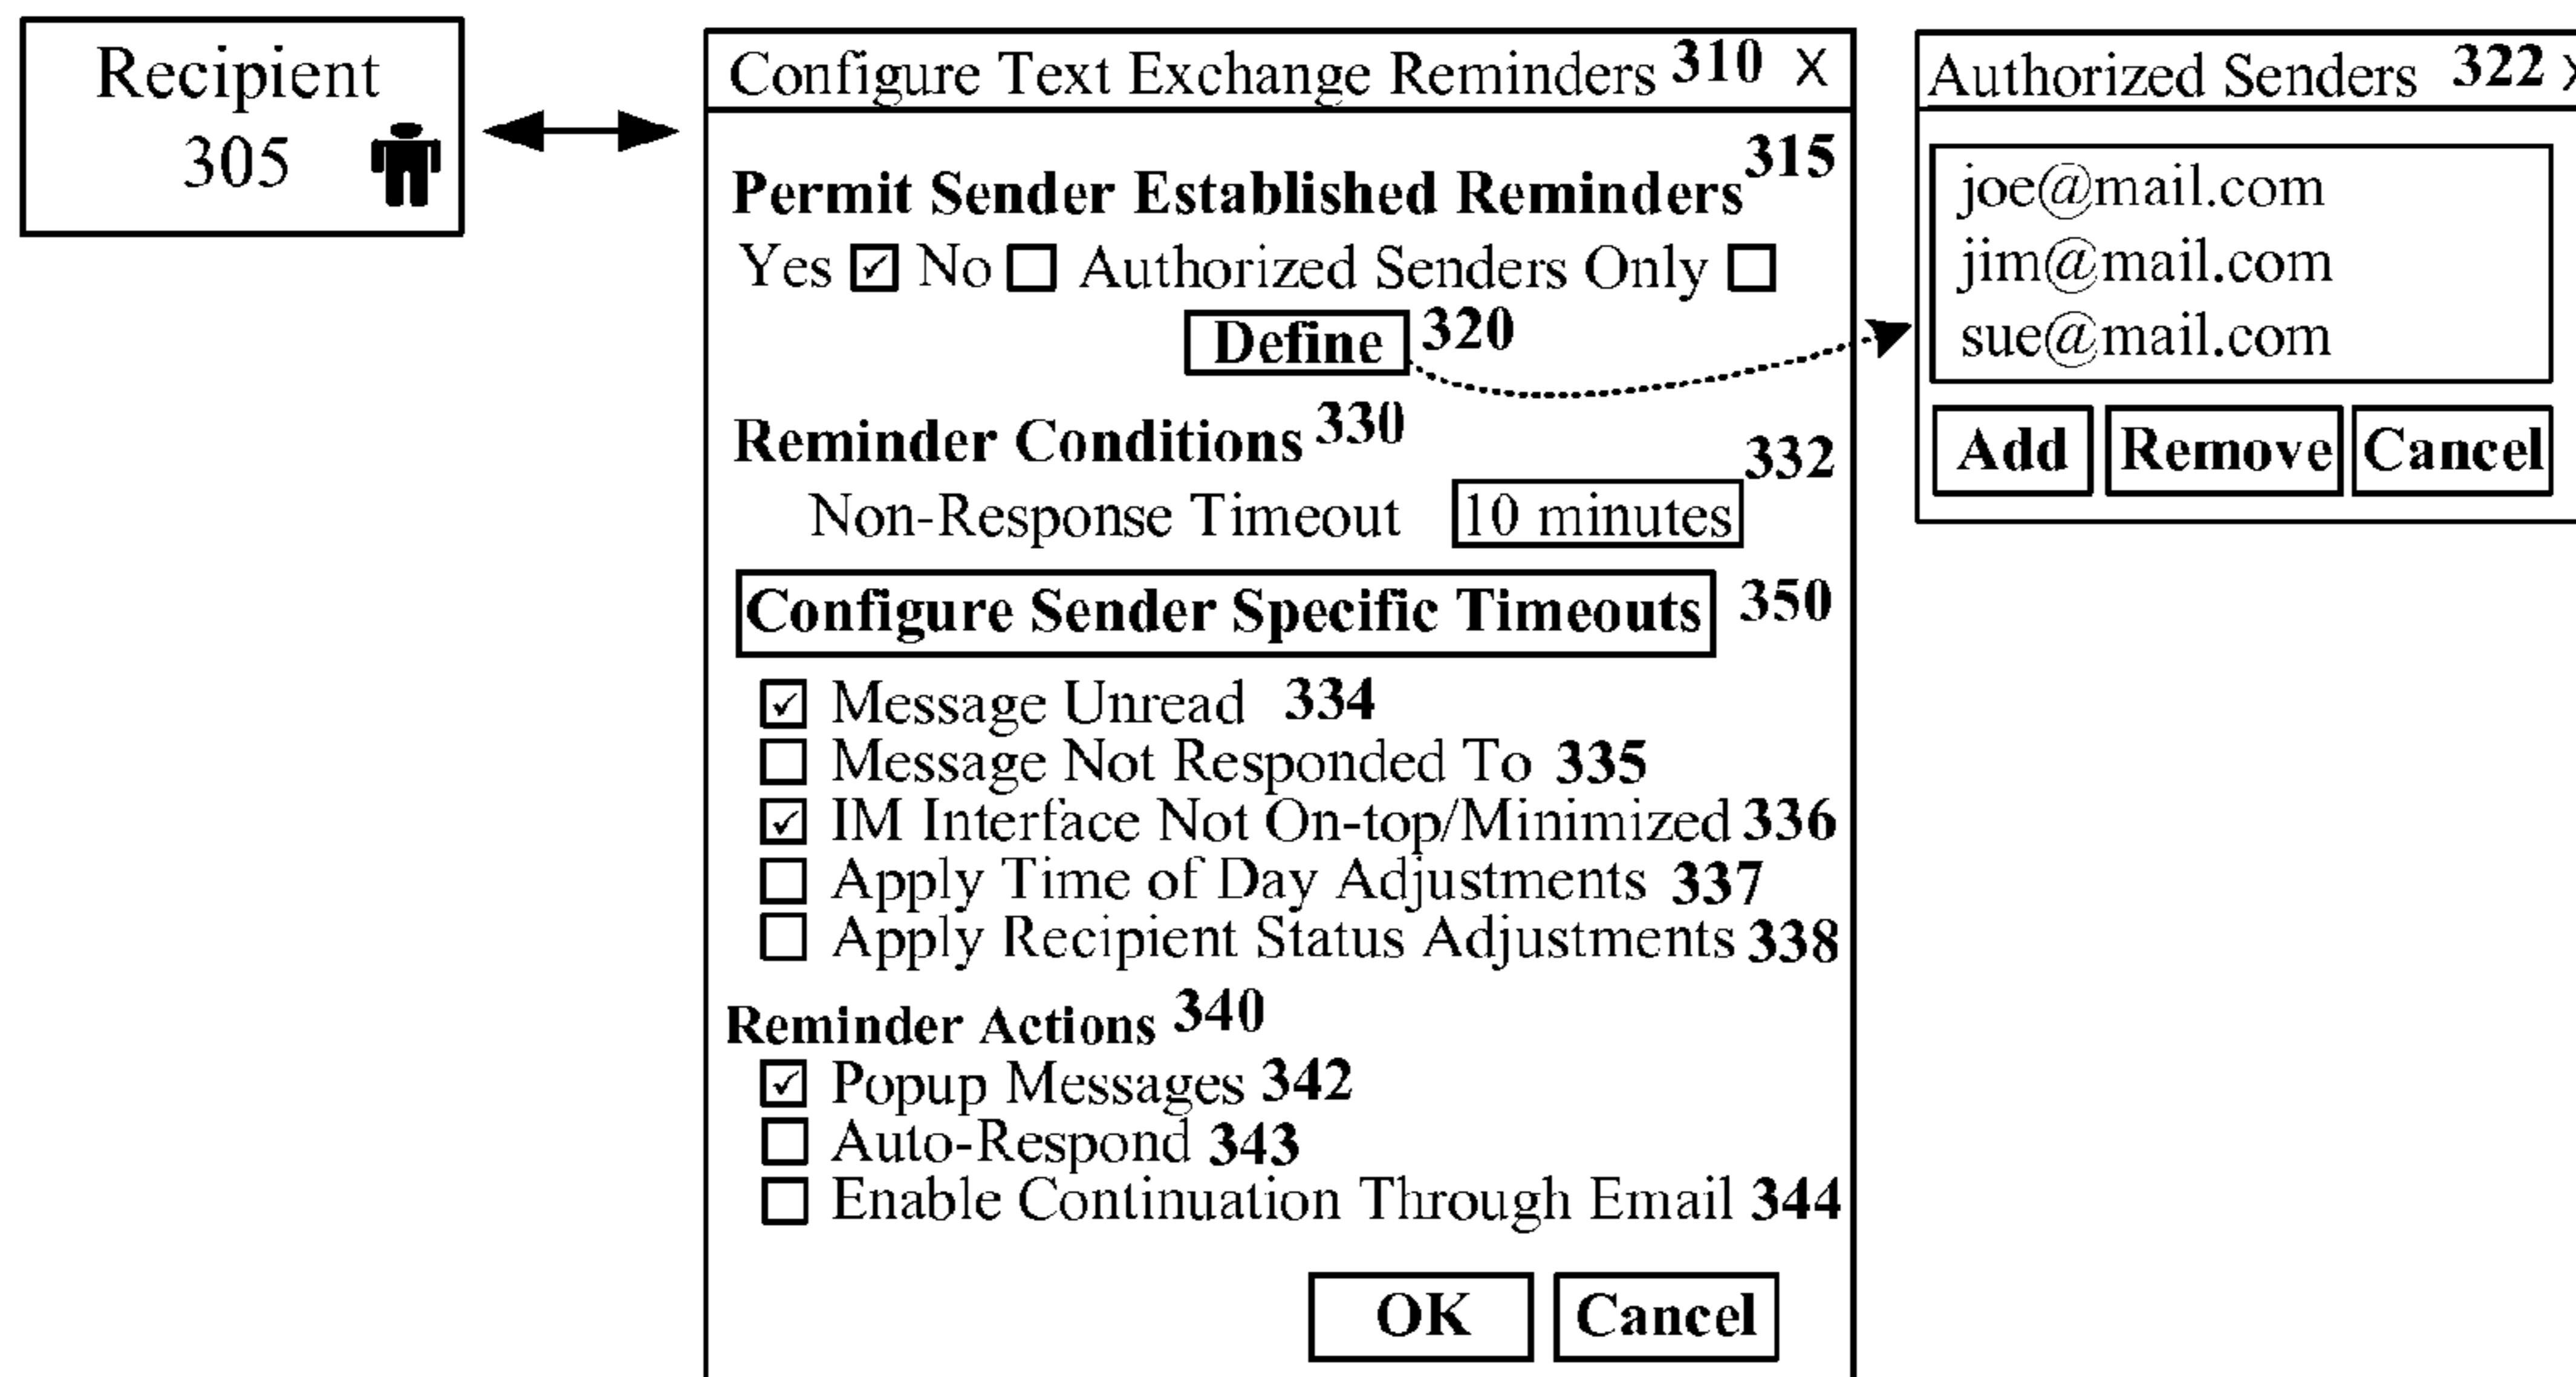 Recipient
305
Configure Text Exchange Reminders 310 X
Permit Sender Established Reminders 315
Yes ☑ No ☐ Authorized Senders Only ☐
Define 320
Reminder Conditions 330
332
Non-Response Timeout 10 minutes
Configure Sender Specific Timeouts 350
☑ Message Unread 334
☐ Message Not Responded To 335
☑ IM Interface Not On-top/Minimized 336
☐ Apply Time of Day Adjustments 337
☐ Apply Recipient Status Adjustments 338
Reminder Actions 340
☑ Popup Messages 342
☐ Auto-Respond 343
☐ Enable Continuation Through Email 344
OK Cancel
Authorized Senders 322 X
joe@mail.com
jim@mail.com
sue@mail.com
Add Remove Cancel